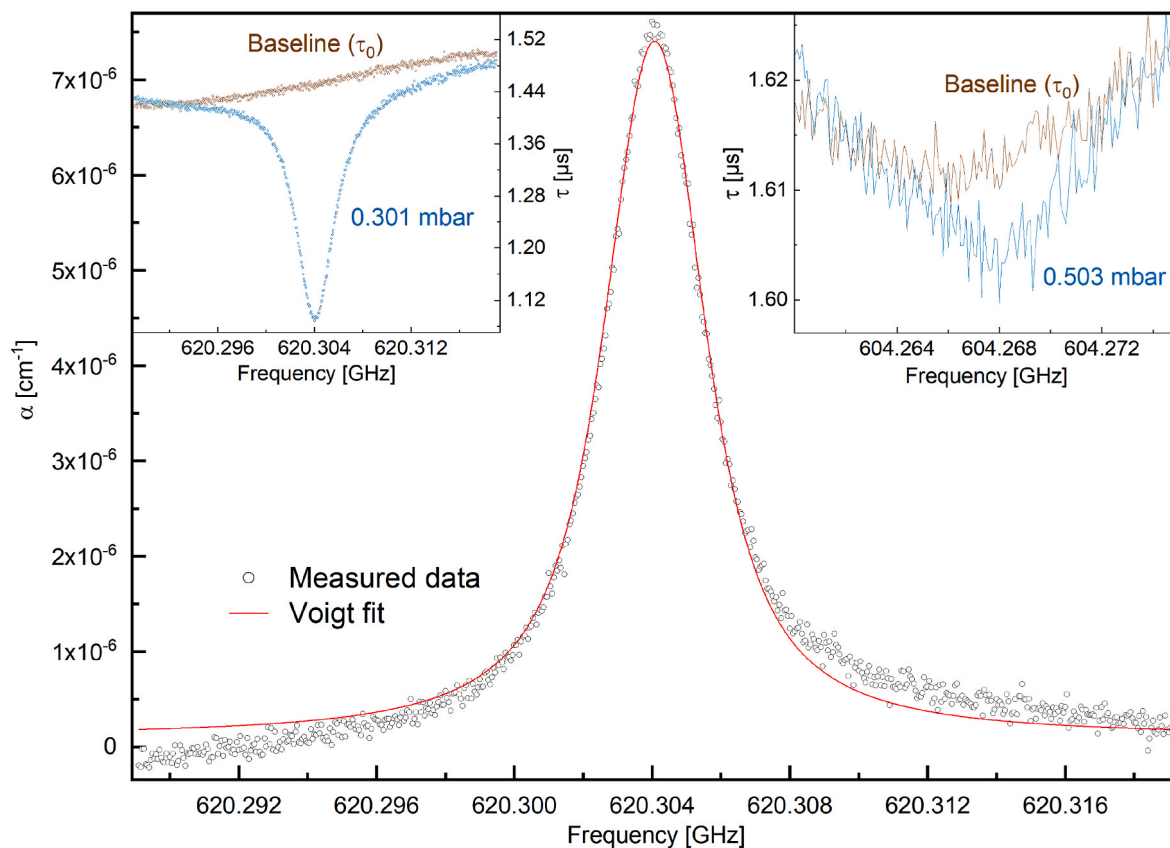 7x10⁻⁶
6x10⁻⁶
5x10⁻⁶
4x10⁻⁶
3x10⁻⁶
2x10⁻⁶
1x10⁻⁶
0
α [cm⁻¹]
620.292 620.296 620.300 620.304 620.308 620.312 620.316
Frequency [GHz]
Measured data
Voigt fit
Baseline (τ₀)
0.301 mbar
1.52
1.44
1.36
1.28
1.20
1.12
τ [μs]
620.296 620.304 620.312
Frequency [GHz]
Baseline (τ₀)
0.503 mbar
1.62
1.61
1.60
τ [μs]
604.264 604.268 604.272
Frequency [GHz]